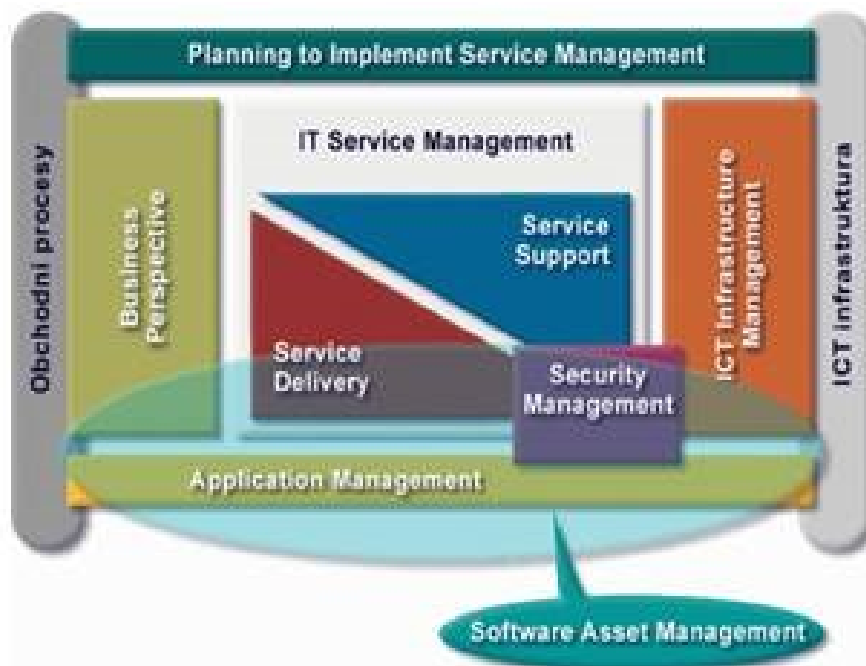 Planning to Implement Service Management
Obchodní procesy
Business
Perspective
IT Service Management
Service
Support
Service
Delivery
Security
Management
ICT Infrastructure
Management
ICT infrastruktura
Application Management
Software Asset Management